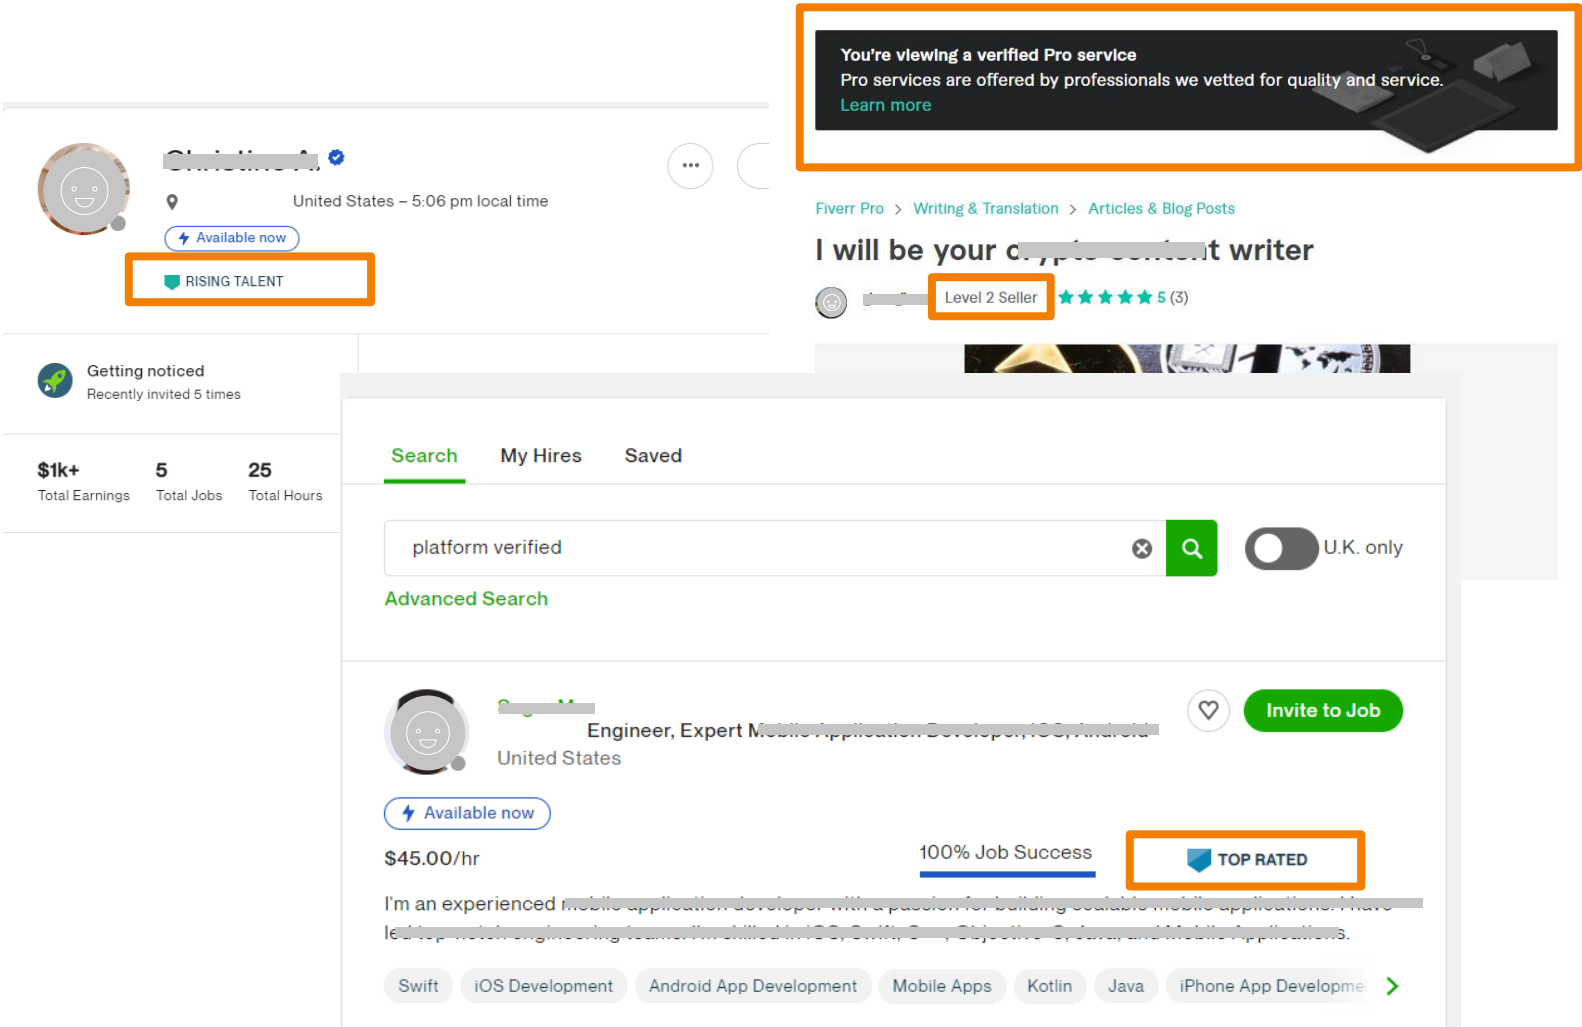 You're viewing a verified Pro service
Pro services are offered by professionals we vetted for quality and service.
Learn more
United States – 5:06 pm local time
Available now
RISING TALENT
Getting noticed
Recently invited 5 times
$1k+ 5 25
Total Earnings Total Jobs Total Hours
Fiverr Pro > Writing & Translation > Articles & Blog Posts
I will be your writer
Level 2 Seller 5 (3)
Search My Hires Saved
platform verified
U.K. only
Advanced Search
Engineer, Expert
United States
Invite to Job
Available now
$45.00/hr
100% Job Success
TOP RATED
I'm an experienced
Swift iOS Development Android App Development Mobile Apps Kotlin Java iPhone App Developme